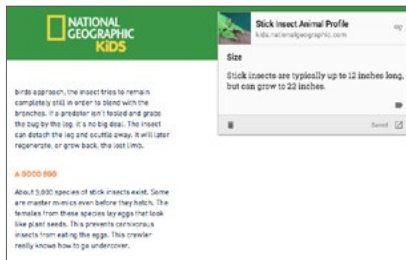 NATIONAL
GEOGRAPHIC
KiDS
birds approach, the insect tries to remain
completely still in order to blend with the
branches. If a predator isn't fooled and grabs
the bug by the leg, it's no big deal. The insect
can detach the leg and scuttle away. It will later
regenerate, or grow back, the lost limb.
A GOOD EGG
About 3,000 species of stick insects exist. Some
are master mimics even before they hatch. The
females from these species lay eggs that look
like plant seeds. This prevents carnivorous
insects from eating the eggs. This crawler
really knows how to go undercover.
Stick Insect Animal Profile
kids.nationalgeographic.com
Size
Stick insects are typically up to 12 inches long,
but can grow to 22 inches.
Saved